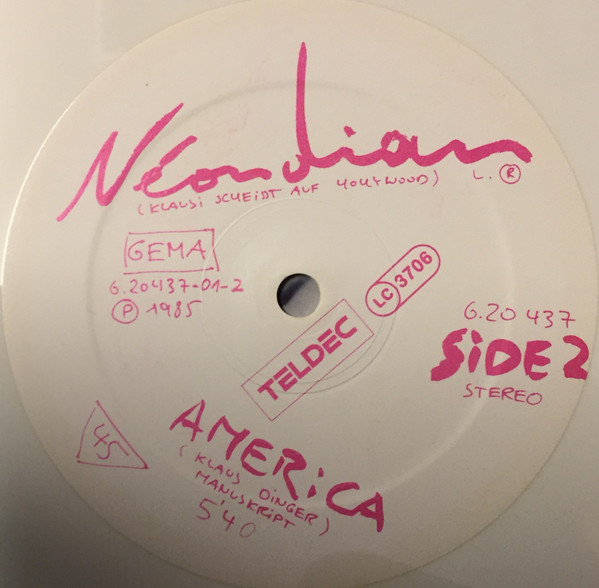 Néondian
(KLAUSI SCHEIßT AUF HOLLYWOOD) L. Ⓡ
GEMA
6.20437-01-2
Ⓟ 1985
LC 3706
TELDEC
6.20 437
SiDE 2
STEREO
45
AMERiCA
(KLAUS DINGER)
MANUSKRIPT
5'40